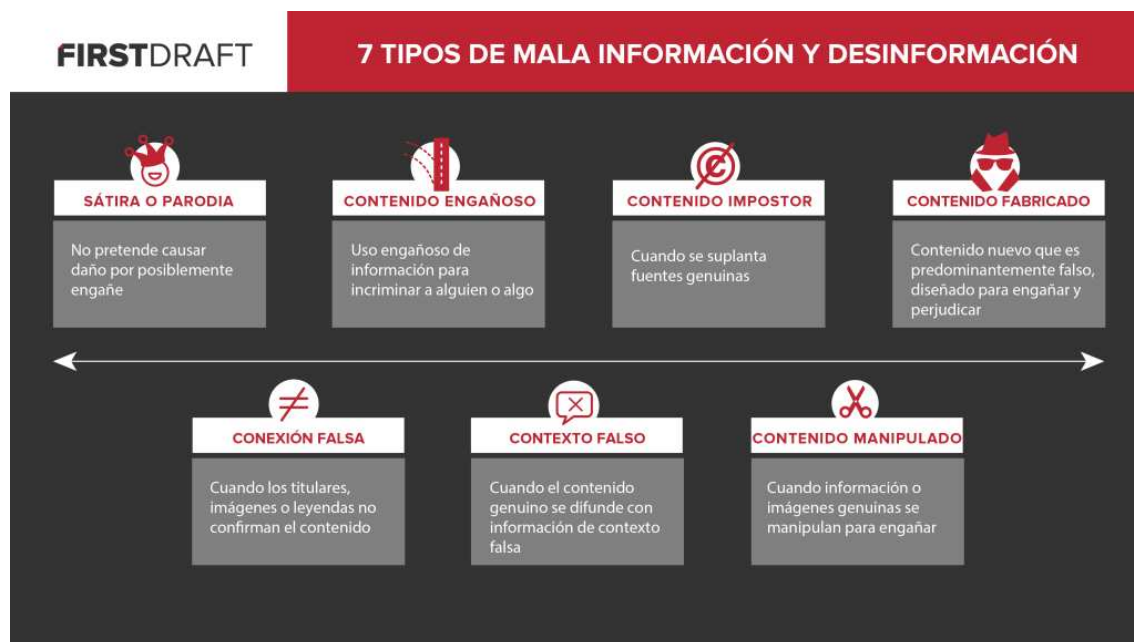 FIRSTDRAFT
7 TIPOS DE MALA INFORMACIÓN Y DESINFORMACIÓN
SÁTIRA O PARODIA
No pretende causar
daño por posiblemente
engañe
CONTENIDO ENGAÑOSO
Uso engañoso de
información para
incriminar a alguien o algo
CONTENIDO IMPOSTOR
Cuando se suplanta
fuentes genuinas
CONTENIDO FABRICADO
Contenido nuevo que es
predominantemente falso,
diseñado para engañar y
perjudicar
CONEXIÓN FALSA
Cuando los titulares,
imágenes o leyendas no
confirman el contenido
CONTEXTO FALSO
Cuando el contenido
genuino se difunde con
información de contexto
falsa
CONTENIDO MANIPULADO
Cuando información o
imágenes genuinas se
manipulan para engañar